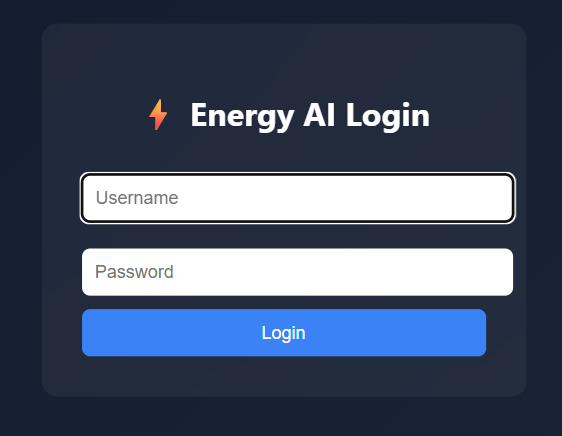 ⚡ Energy AI Login
Username
Password
Login